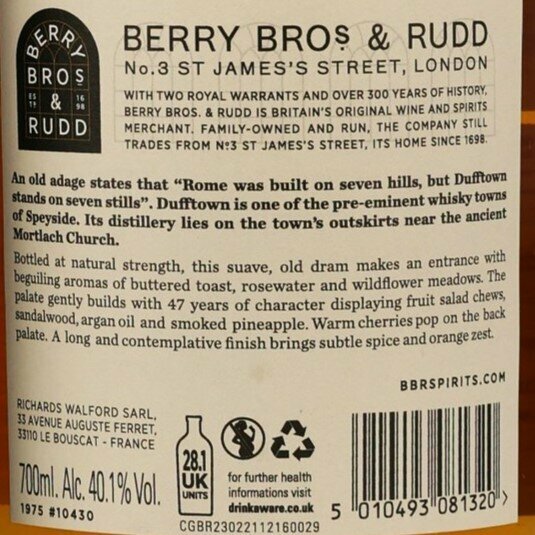 BERRY
BROS
ES 16
19 98
&
RUDD
BERRY BROS & RUDD
No.3 ST JAMES'S STREET, LONDON
WITH TWO ROYAL WARRANTS AND OVER 300 YEARS OF HISTORY,
BERRY BROS. & RUDD IS BRITAIN'S ORIGINAL WINE AND SPIRITS
MERCHANT. FAMILY-OWNED AND RUN, THE COMPANY STILL
TRADES FROM Nº3 ST JAMES'S STREET, ITS HOME SINCE 1698.
An old adage states that "Rome was built on seven hills, but Dufftown
stands on seven stills". Dufftown is one of the pre-eminent whisky towns
of Speyside. Its distillery lies on the town's outskirts near the ancient
Mortlach Church.
Bottled at natural strength, this suave, old dram makes an entrance with
beguiling aromas of buttered toast, rosewater and wildflower meadows. The
palate gently builds with 47 years of character displaying fruit salad chews,
sandalwood, argan oil and smoked pineapple. Warm cherries pop on the back
palate. A long and contemplative finish brings subtle spice and orange zest.
BBRSPIRITS.COM
RICHARDS WALFORD SARL,
33 AVENUE AUGUSTE FERRET,
33110 LE BOUSCAT - FRANCE
700ml. Alc. 40.1% Vol.
1975 #10430
28.1
UK
UNITS
for further health
information visit
drinkaware.co.uk
CGBR23022112160029
5 010493 081320 >